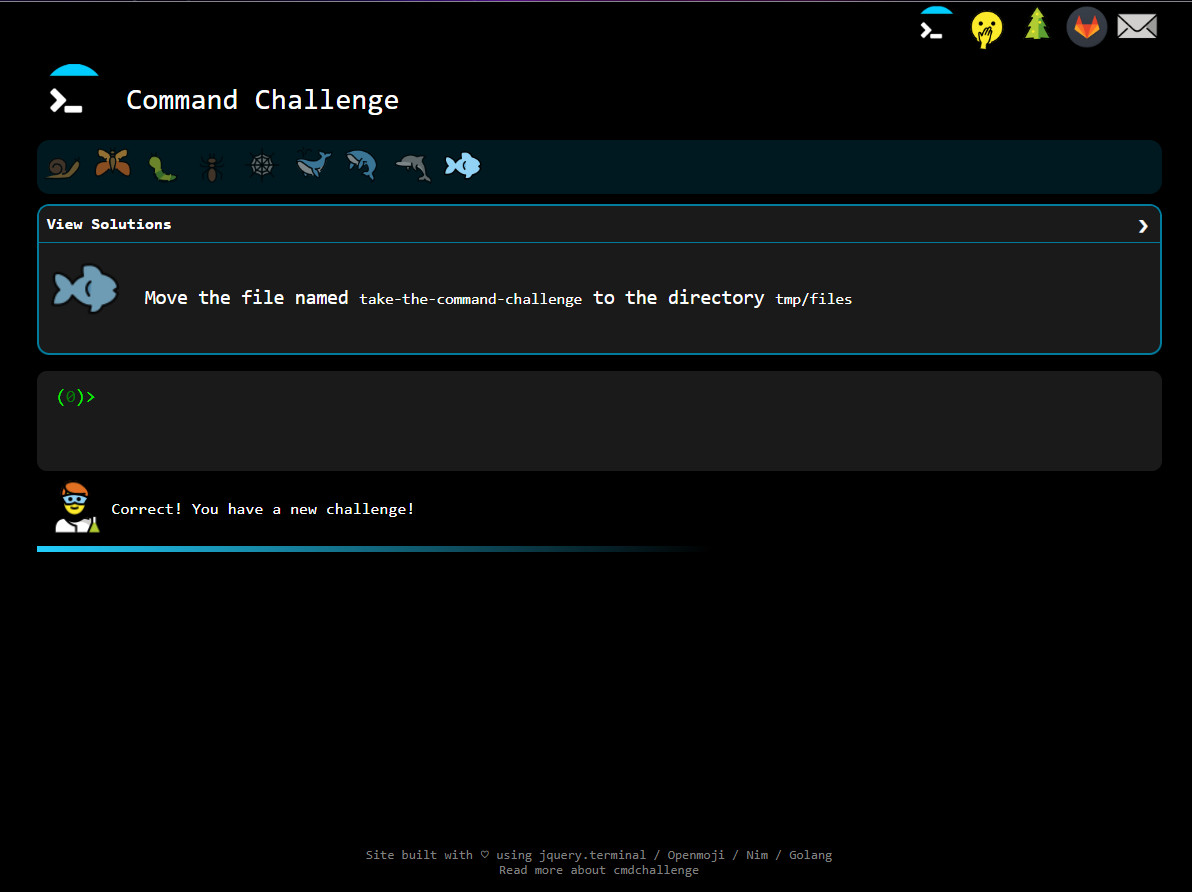 Command Challenge
View Solutions
Move the file named take-the-command-challenge to the directory tmp/files
(0)>
Correct! You have a new challenge!
Site built with ♡ using jquery.terminal / Openmoji / Nim / Golang
Read more about cmdchallenge